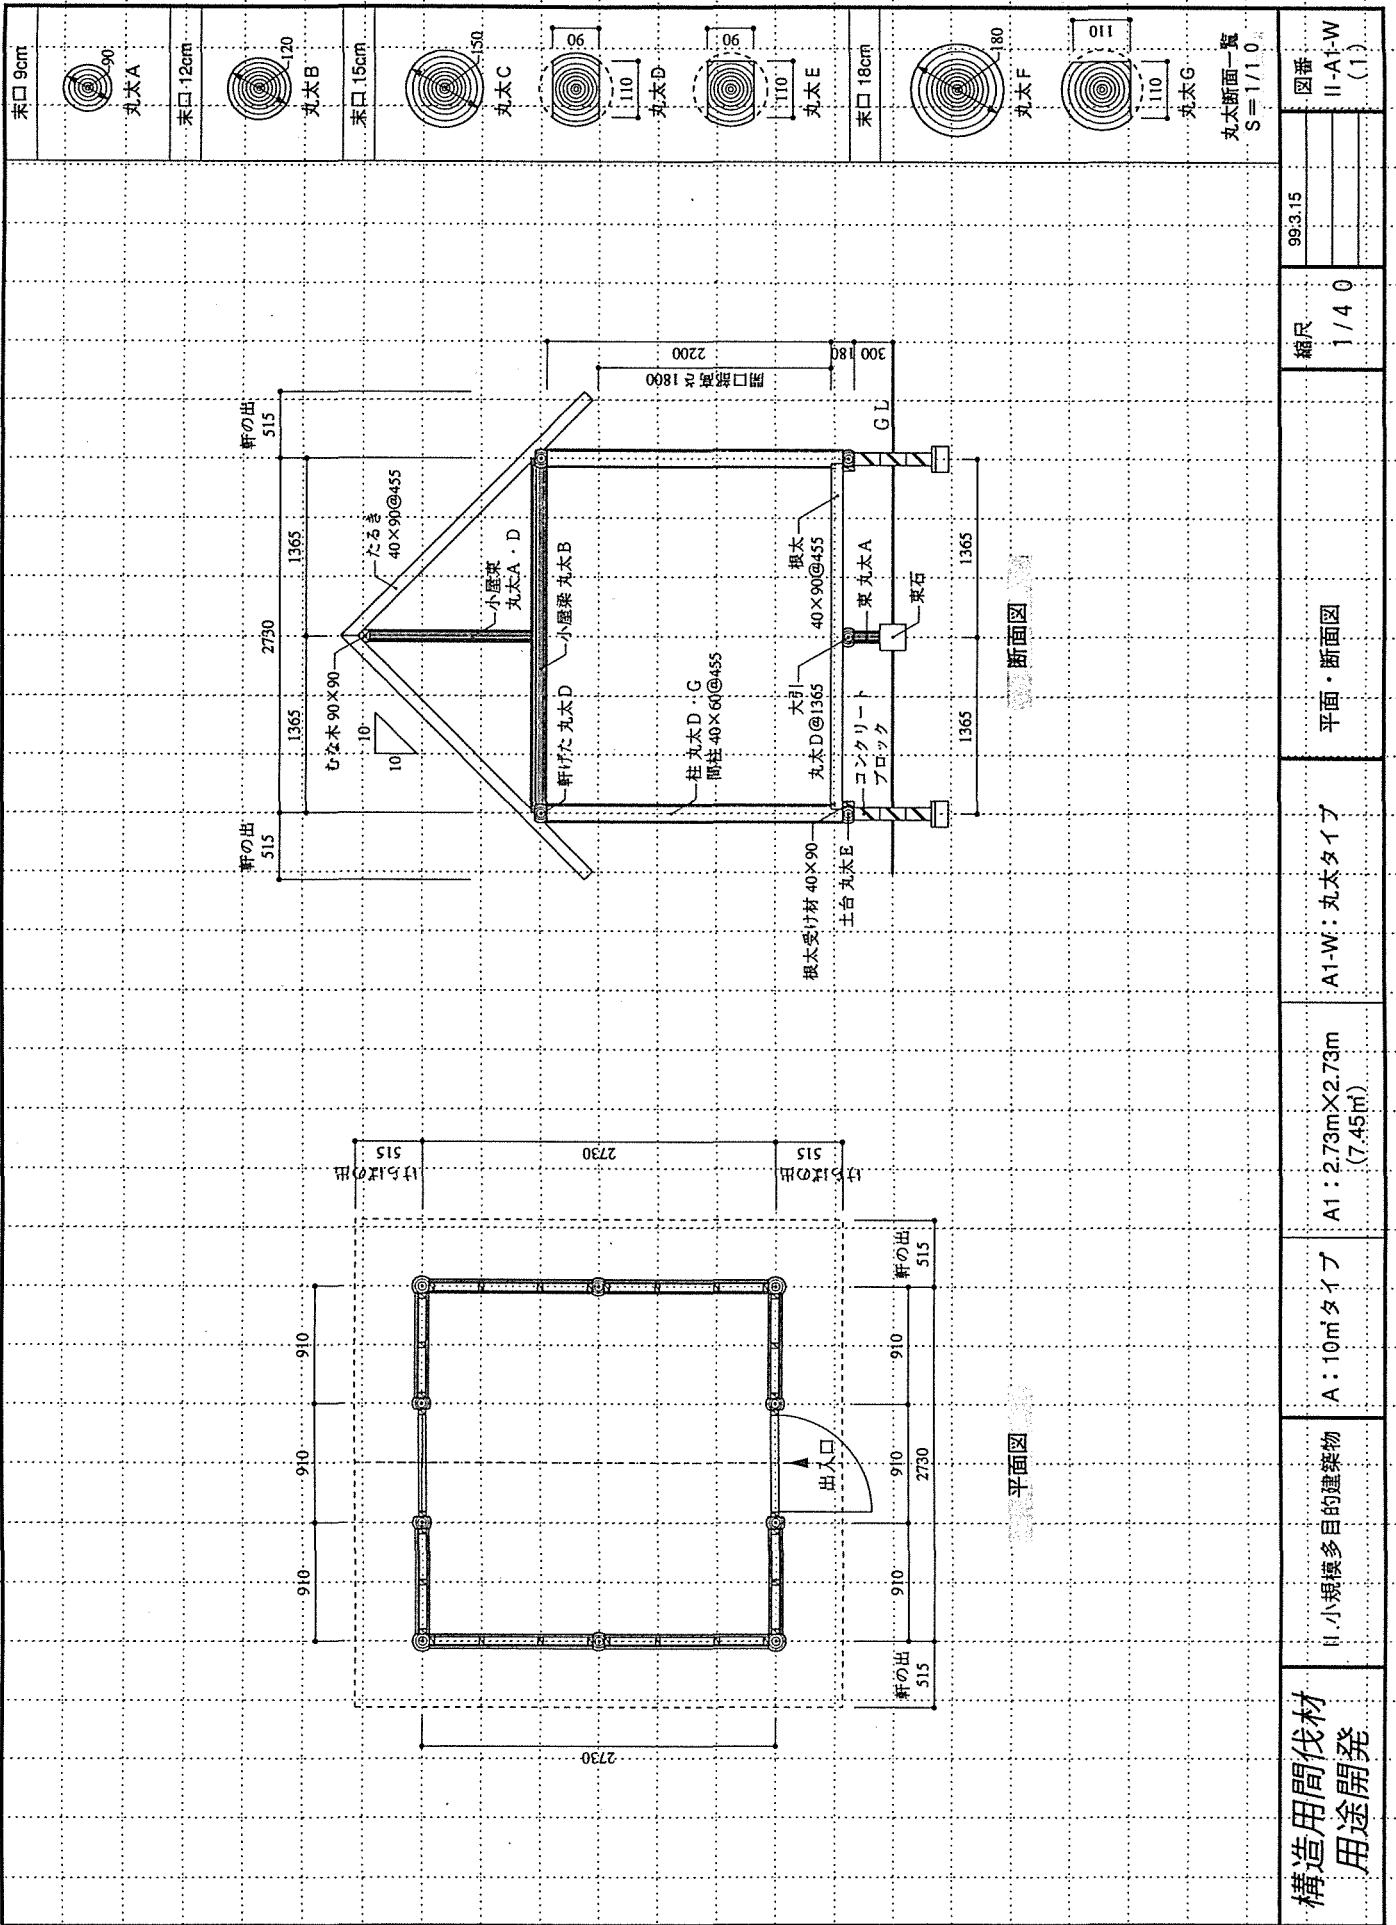 末口 9cm
90
丸太A
末口 12cm
120
丸太B
末口 15cm
150
丸太C
90
110
丸太D
90
110
丸太E
末口 18cm
180
丸太F
110
110
丸太G
丸太断面一覧
S=1/10
軒の出
515
2730
軒の出
515
1365
1365
むな木 90×90
たるき
40×90@455
10
10
小屋束
丸太A・D
軒げた 丸太D
小屋梁 丸太B
柱 丸太D・G
間柱 40×60@455
2200
開口部高さ 1800
180
300
大引
丸太D@1365
根太
40×90@455
根太受け材 40×90
土台 丸太E
コンクリート
ブロック
束 丸太A
束石
GL
1365
1365
断面図
910
910
910
2730
けらばの出
515
2730
けらばの出
515
出入口
軒の出
515
910
910
910
軒の出
515
2730
平面図
構造用間伐材
用途開発
II.小規模多目的建築物
A：10㎡タイプ
A1：2.73m×2.73m
(7.45㎡)
A1-W：丸太タイプ
平面・断面図
縮尺
1/40
99.3.15
図番
II-A1-W
(1)